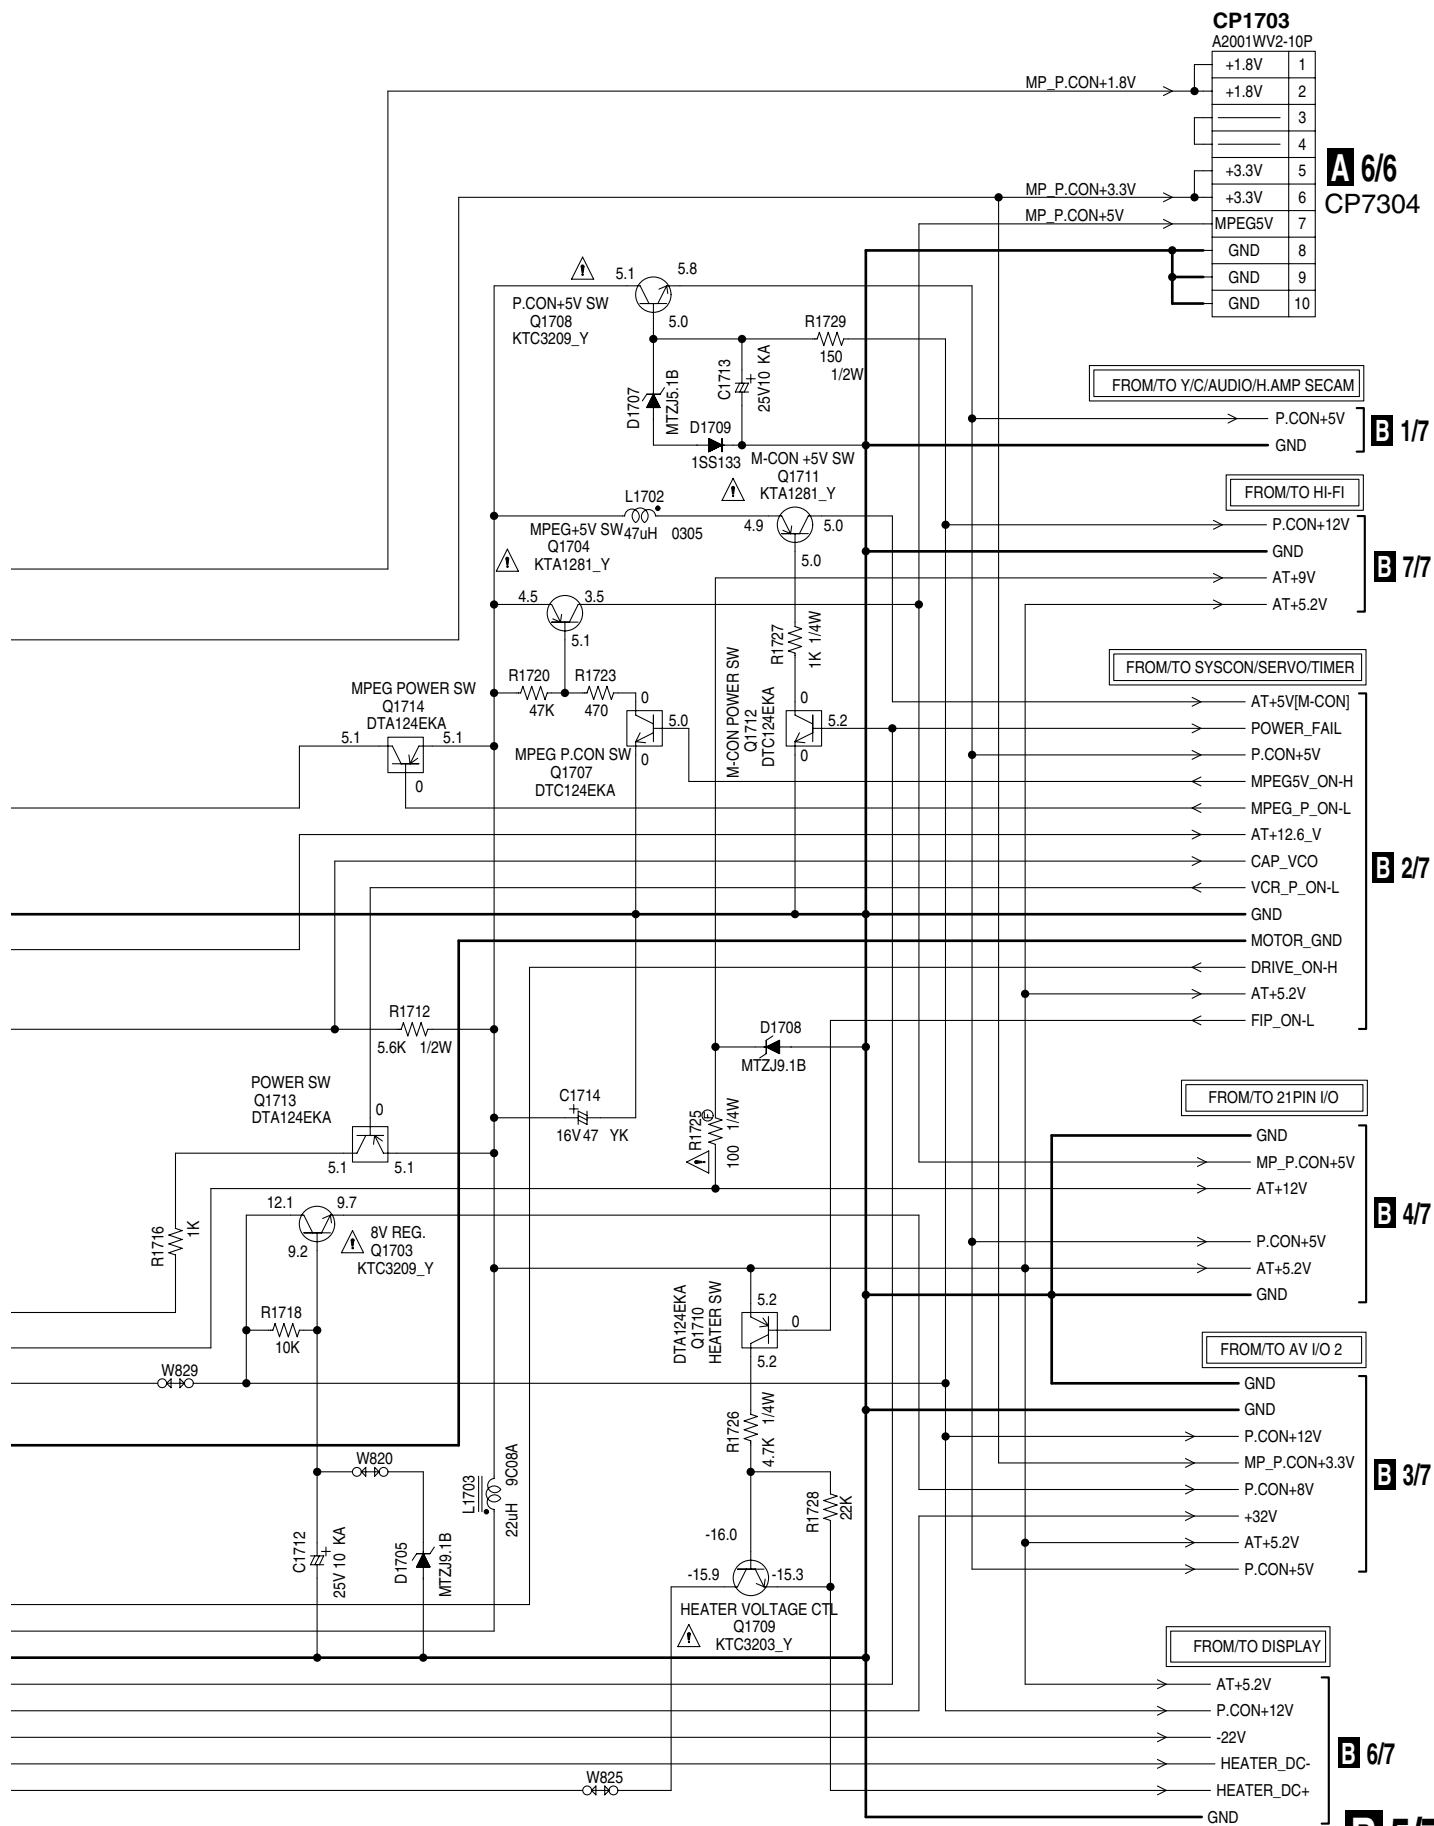 CP1703
A2001WV2-10P
+1.8V 1
MP_P.CON+1.8V
+1.8V 2
3
4
A 6/6
CP7304
+3.3V 5
MP_P.CON+3.3V
+3.3V 6
MP_P.CON+5V
MPEG5V 7
GND 8
GND 9
GND 10
5.1 5.8
P.CON+5V SW
Q1708
KTC3209_Y
5.0
R1729
150
1/2W
C1713
25V10 KA
D1707
MTZJ5.1B
D1709
1SS133
FROM/TO Y/C/AUDIO/H.AMP SECAM
P.CON+5V
GND
B 1/7
M-CON +5V SW
Q1711
KTA1281_Y
4.9 5.0
5.0
L1702
47uH 0305
MPEG+5V SW
Q1704
KTA1281_Y
4.5 3.5
5.1
FROM/TO HI-FI
P.CON+12V
GND
AT+9V
AT+5.2V
B 7/7
R1727
1K 1/4W
R1720
47K
R1723
470
MPEG POWER SW
Q1714
DTA124EKA
5.1 5.1
0
0
5.0
0
MPEG P.CON SW
Q1707
DTC124EKA
M-CON POWER SW
Q1712
DTC124EKA
0
5.2
0
FROM/TO SYSCON/SERVO/TIMER
AT+5V[M-CON]
POWER_FAIL
P.CON+5V
MPEG5V_ON-H
MPEG_P_ON-L
AT+12.6_V
CAP_VCO
VCR_P_ON-L
GND
MOTOR_GND
DRIVE_ON-H
AT+5.2V
FIP_ON-L
B 2/7
R1712
5.6K 1/2W
D1708
MTZJ9.1B
POWER SW
Q1713
DTA124EKA
0
5.1 5.1
C1714
16V47 YK
R1725
100 1/4W
F
FROM/TO 21PIN I/O
GND
MP_P.CON+5V
AT+12V
P.CON+5V
AT+5.2V
GND
B 4/7
R1716
1K
12.1 9.7
9.2
8V REG.
Q1703
KTC3209_Y
R1718
10K
W829
DTA124EKA
Q1710
HEATER SW
5.2
0
5.2
FROM/TO AV I/O 2
GND
GND
P.CON+12V
MP_P.CON+3.3V
P.CON+8V
+32V
AT+5.2V
P.CON+5V
B 3/7
R1726
4.7K 1/4W
W820
L1703
22uH 9C08A
R1728
22K
C1712
25V 10 KA
D1705
MTZJ9.1B
-16.0
-15.9 -15.3
HEATER VOLTAGE CTL
Q1709
KTC3203_Y
FROM/TO DISPLAY
AT+5.2V
P.CON+12V
-22V
HEATER_DC-
HEATER_DC+
GND
B 6/7
W825